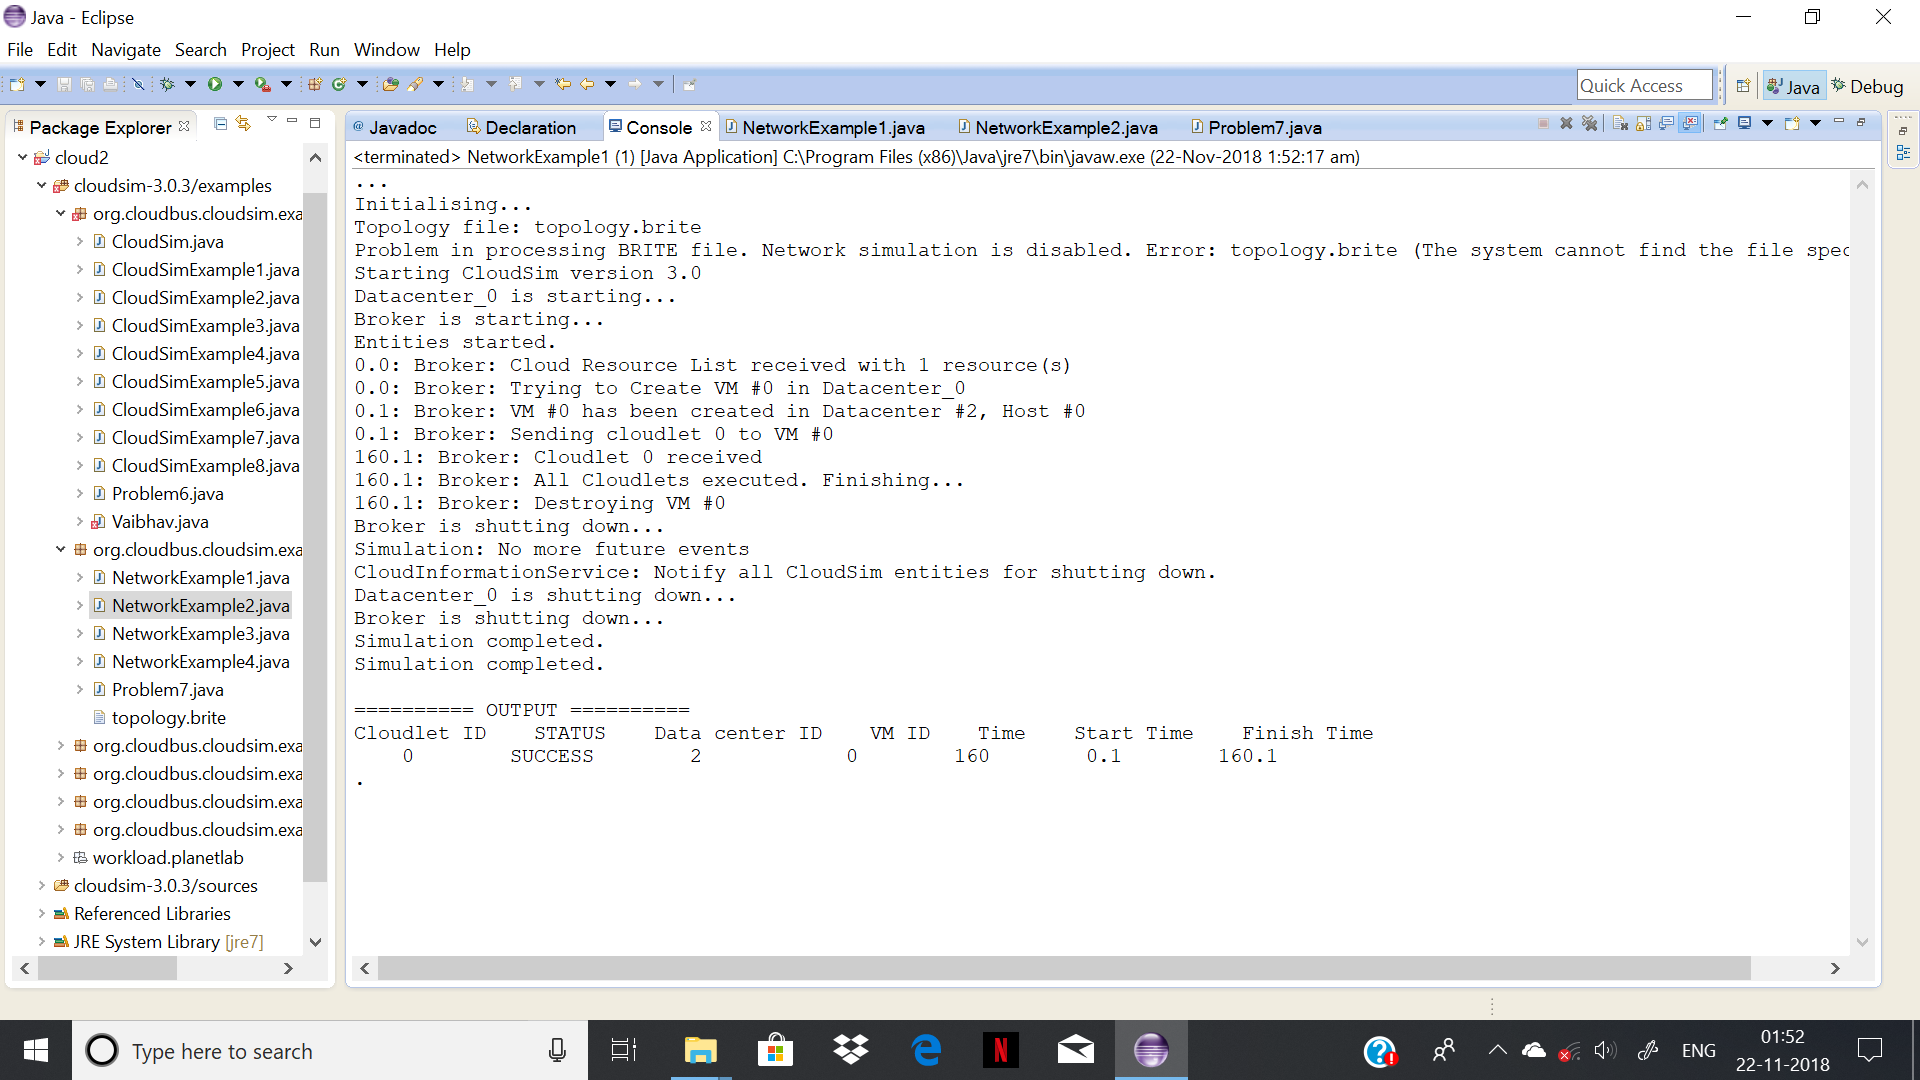 Java - Eclipse
File Edit Navigate Search Project Run Window Help
Quick Access
Java
Debug
Package Explorer
cloud2
cloudsim-3.0.3/examples
org.cloudbus.cloudsim.exa
CloudSim.java
CloudSimExample1.java
CloudSimExample2.java
CloudSimExample3.java
CloudSimExample4.java
CloudSimExample5.java
CloudSimExample6.java
CloudSimExample7.java
CloudSimExample8.java
Problem6.java
Vaibhav.java
org.cloudbus.cloudsim.exa
NetworkExample1.java
NetworkExample2.java
NetworkExample3.java
NetworkExample4.java
Problem7.java
topology.brite
org.cloudbus.cloudsim.exa
org.cloudbus.cloudsim.exa
org.cloudbus.cloudsim.exa
org.cloudbus.cloudsim.exa
workload.planetlab
cloudsim-3.0.3/sources
Referenced Libraries
JRE System Library [jre7]
@ Javadoc Declaration Console NetworkExample1.java NetworkExample2.java Problem7.java
<terminated> NetworkExample1 (1) [Java Application] C:\Program Files (x86)\Java\jre7\bin\javaw.exe (22-Nov-2018 1:52:17 am)
...
Initialising...
Topology file: topology.brite
Problem in processing BRITE file. Network simulation is disabled. Error: topology.brite (The system cannot find the file spec
Starting CloudSim version 3.0
Datacenter_0 is starting...
Broker is starting...
Entities started.
0.0: Broker: Cloud Resource List received with 1 resource(s)
0.0: Broker: Trying to Create VM #0 in Datacenter_0
0.1: Broker: VM #0 has been created in Datacenter #2, Host #0
0.1: Broker: Sending cloudlet 0 to VM #0
160.1: Broker: Cloudlet 0 received
160.1: Broker: All Cloudlets executed. Finishing...
160.1: Broker: Destroying VM #0
Broker is shutting down...
Simulation: No more future events
CloudInformationService: Notify all CloudSim entities for shutting down.
Datacenter_0 is shutting down...
Broker is shutting down...
Simulation completed.
Simulation completed.
========== OUTPUT ==========
Cloudlet ID STATUS Data center ID VM ID Time Start Time Finish Time
0 SUCCESS 2 0 160 0.1 160.1
.
Type here to search
N
ENG
01:52
22-11-2018